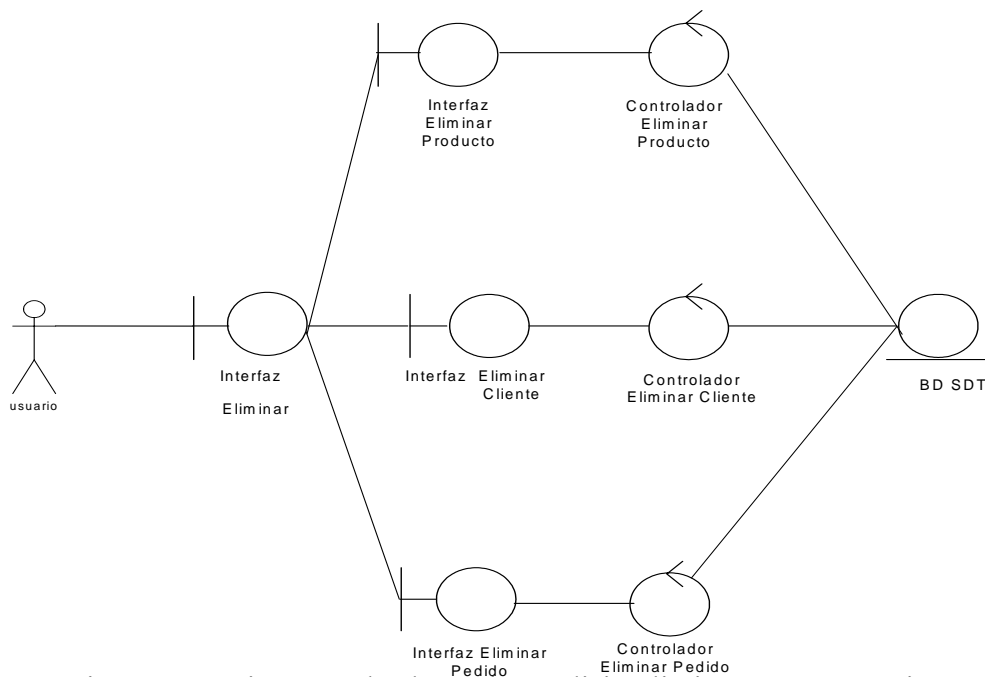 Interfaz
Eliminar
Producto
Controlador
Eliminar
Producto
usuario
Interfaz
Eliminar
Interfaz Eliminar
Cliente
Controlador
Eliminar Cliente
BD SDT
Interfaz Eliminar
Pedido
Controlador
Eliminar Pedido